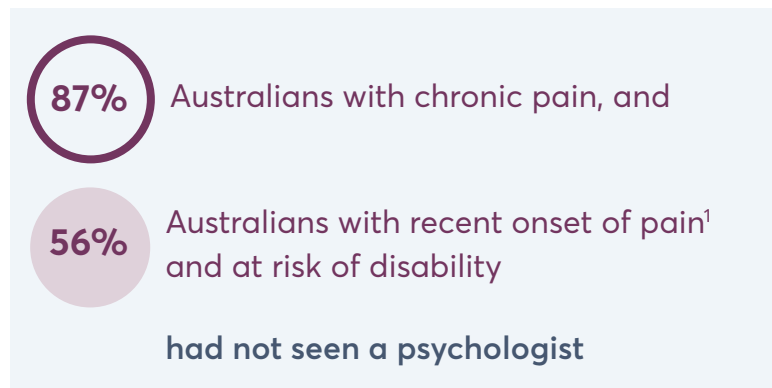 87% Australians with chronic pain, and
56% Australians with recent onset of pain¹
and at risk of disability
had not seen a psychologist